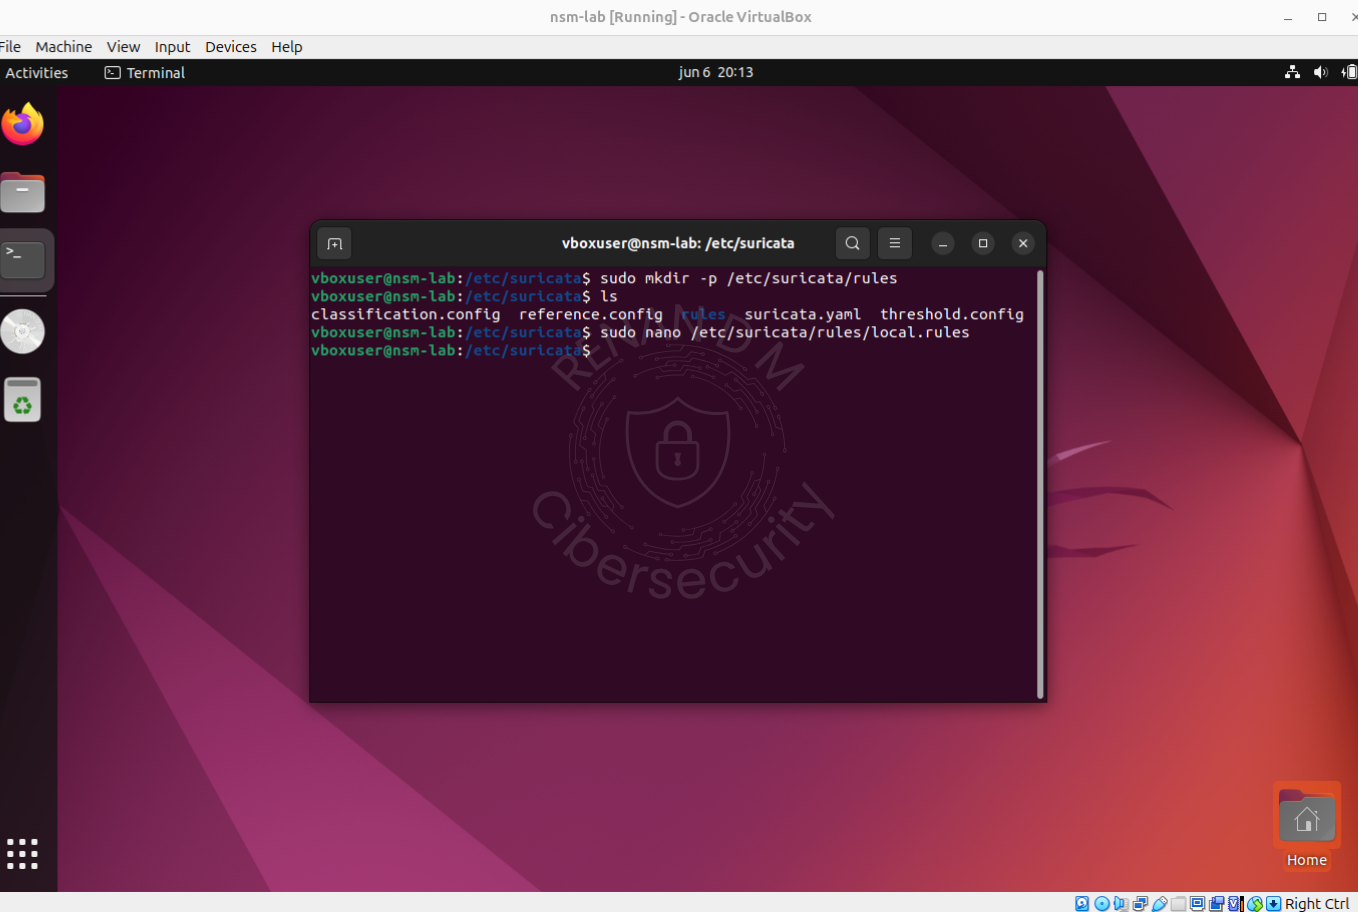 nsm-lab [Running] - Oracle VirtualBox
File Machine View Input Devices Help
Activities Terminal jun 6 20:13
vboxuser@nsm-lab: /etc/suricata
vboxuser@nsm-lab:/etc/suricata$ sudo mkdir -p /etc/suricata/rules
vboxuser@nsm-lab:/etc/suricata$ ls
classification.config reference.config rules suricata.yaml threshold.config
vboxuser@nsm-lab:/etc/suricata$ sudo nano /etc/suricata/rules/local.rules
vboxuser@nsm-lab:/etc/suricata$
RENAN D M
Cibersecurity
Home
Right Ctrl